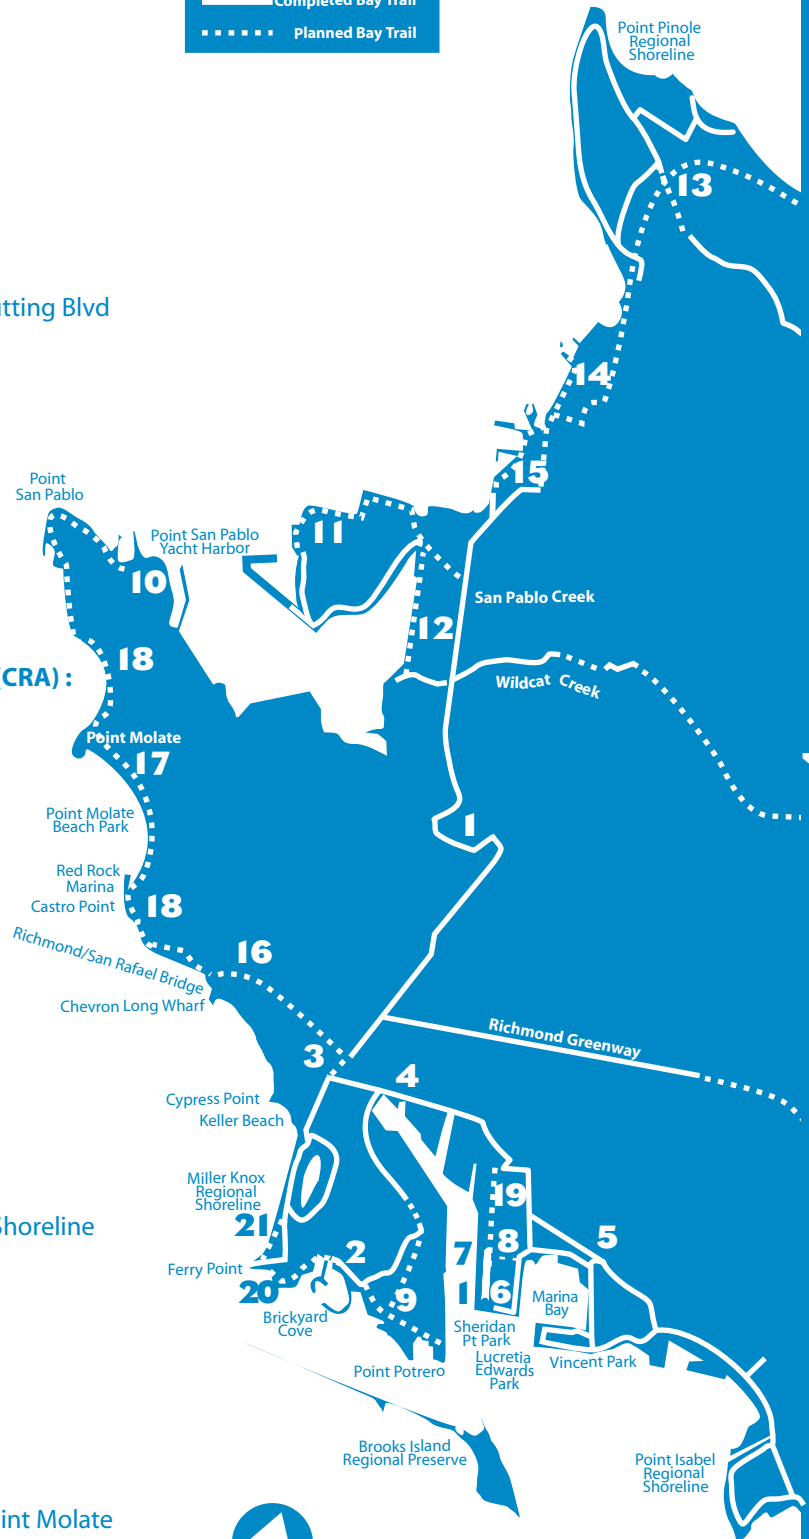 Completed Bay Trail
Planned Bay Trail
Point Pinole
Regional
Shoreline
13
utting Blvd
14
15
Point
San Pablo
11
Point San Pablo
Yacht Harbor
10
San Pablo Creek
12
18
(CRA) :
Wildcat Creek
Point Molate
17
Point Molate
Beach Park
1
Red Rock
Marina
Castro Point
18
Richmond/San Rafael Bridge
16
Chevron Long Wharf
Richmond Greenway
3
4
Cypress Point
Keller Beach
Miller Knox
Regional
Shoreline
19
Shoreline
21
5
8
2
7
Ferry Point
20
9
1
6
Marina
Bay
Brickyard
Cove
Sheridan
Pt Park
Lucretia
Edwards
Park
Vincent Park
Point Potrero
Brooks Island
Regional Preserve
Point Isabel
Regional
Shoreline
int Molate